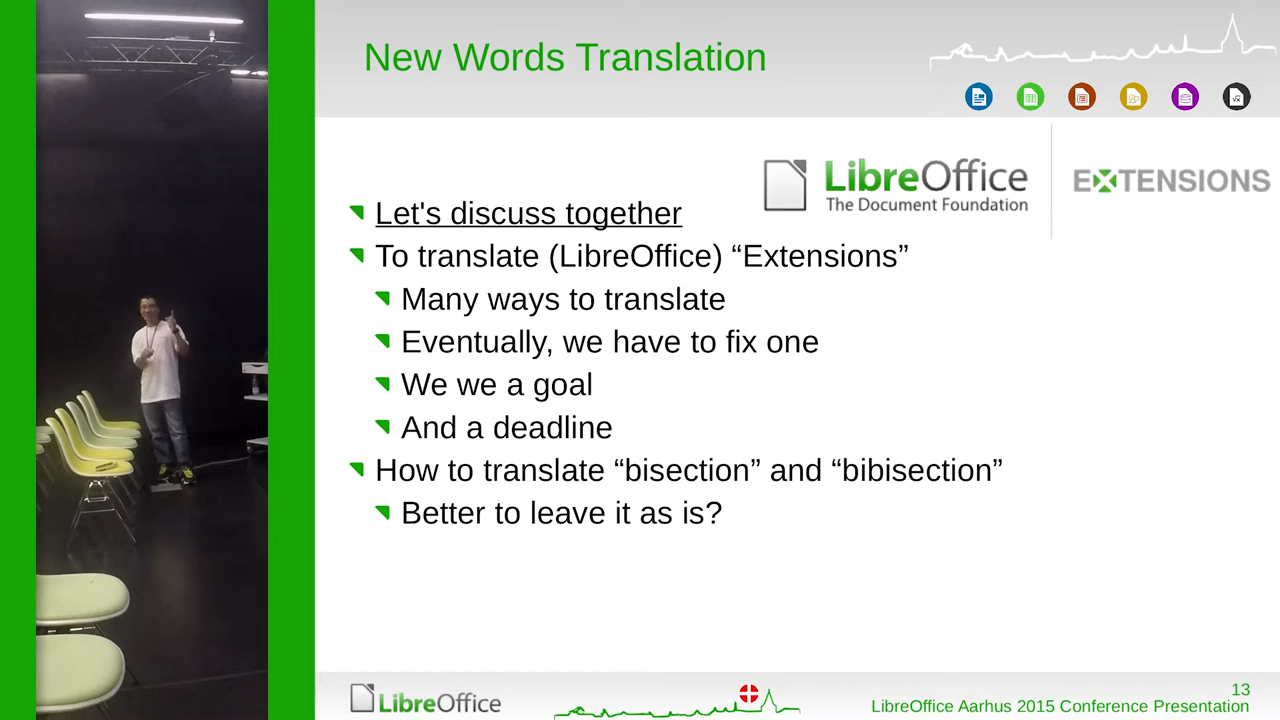 New Words Translation
LibreOffice
The Document Foundation
EXTENSIONS
Let's discuss together
To translate (LibreOffice) “Extensions”
Many ways to translate
Eventually, we have to fix one
We we a goal
And a deadline
How to translate “bisection” and “bibisection”
Better to leave it as is?
LibreOffice
13
LibreOffice Aarhus 2015 Conference Presentation